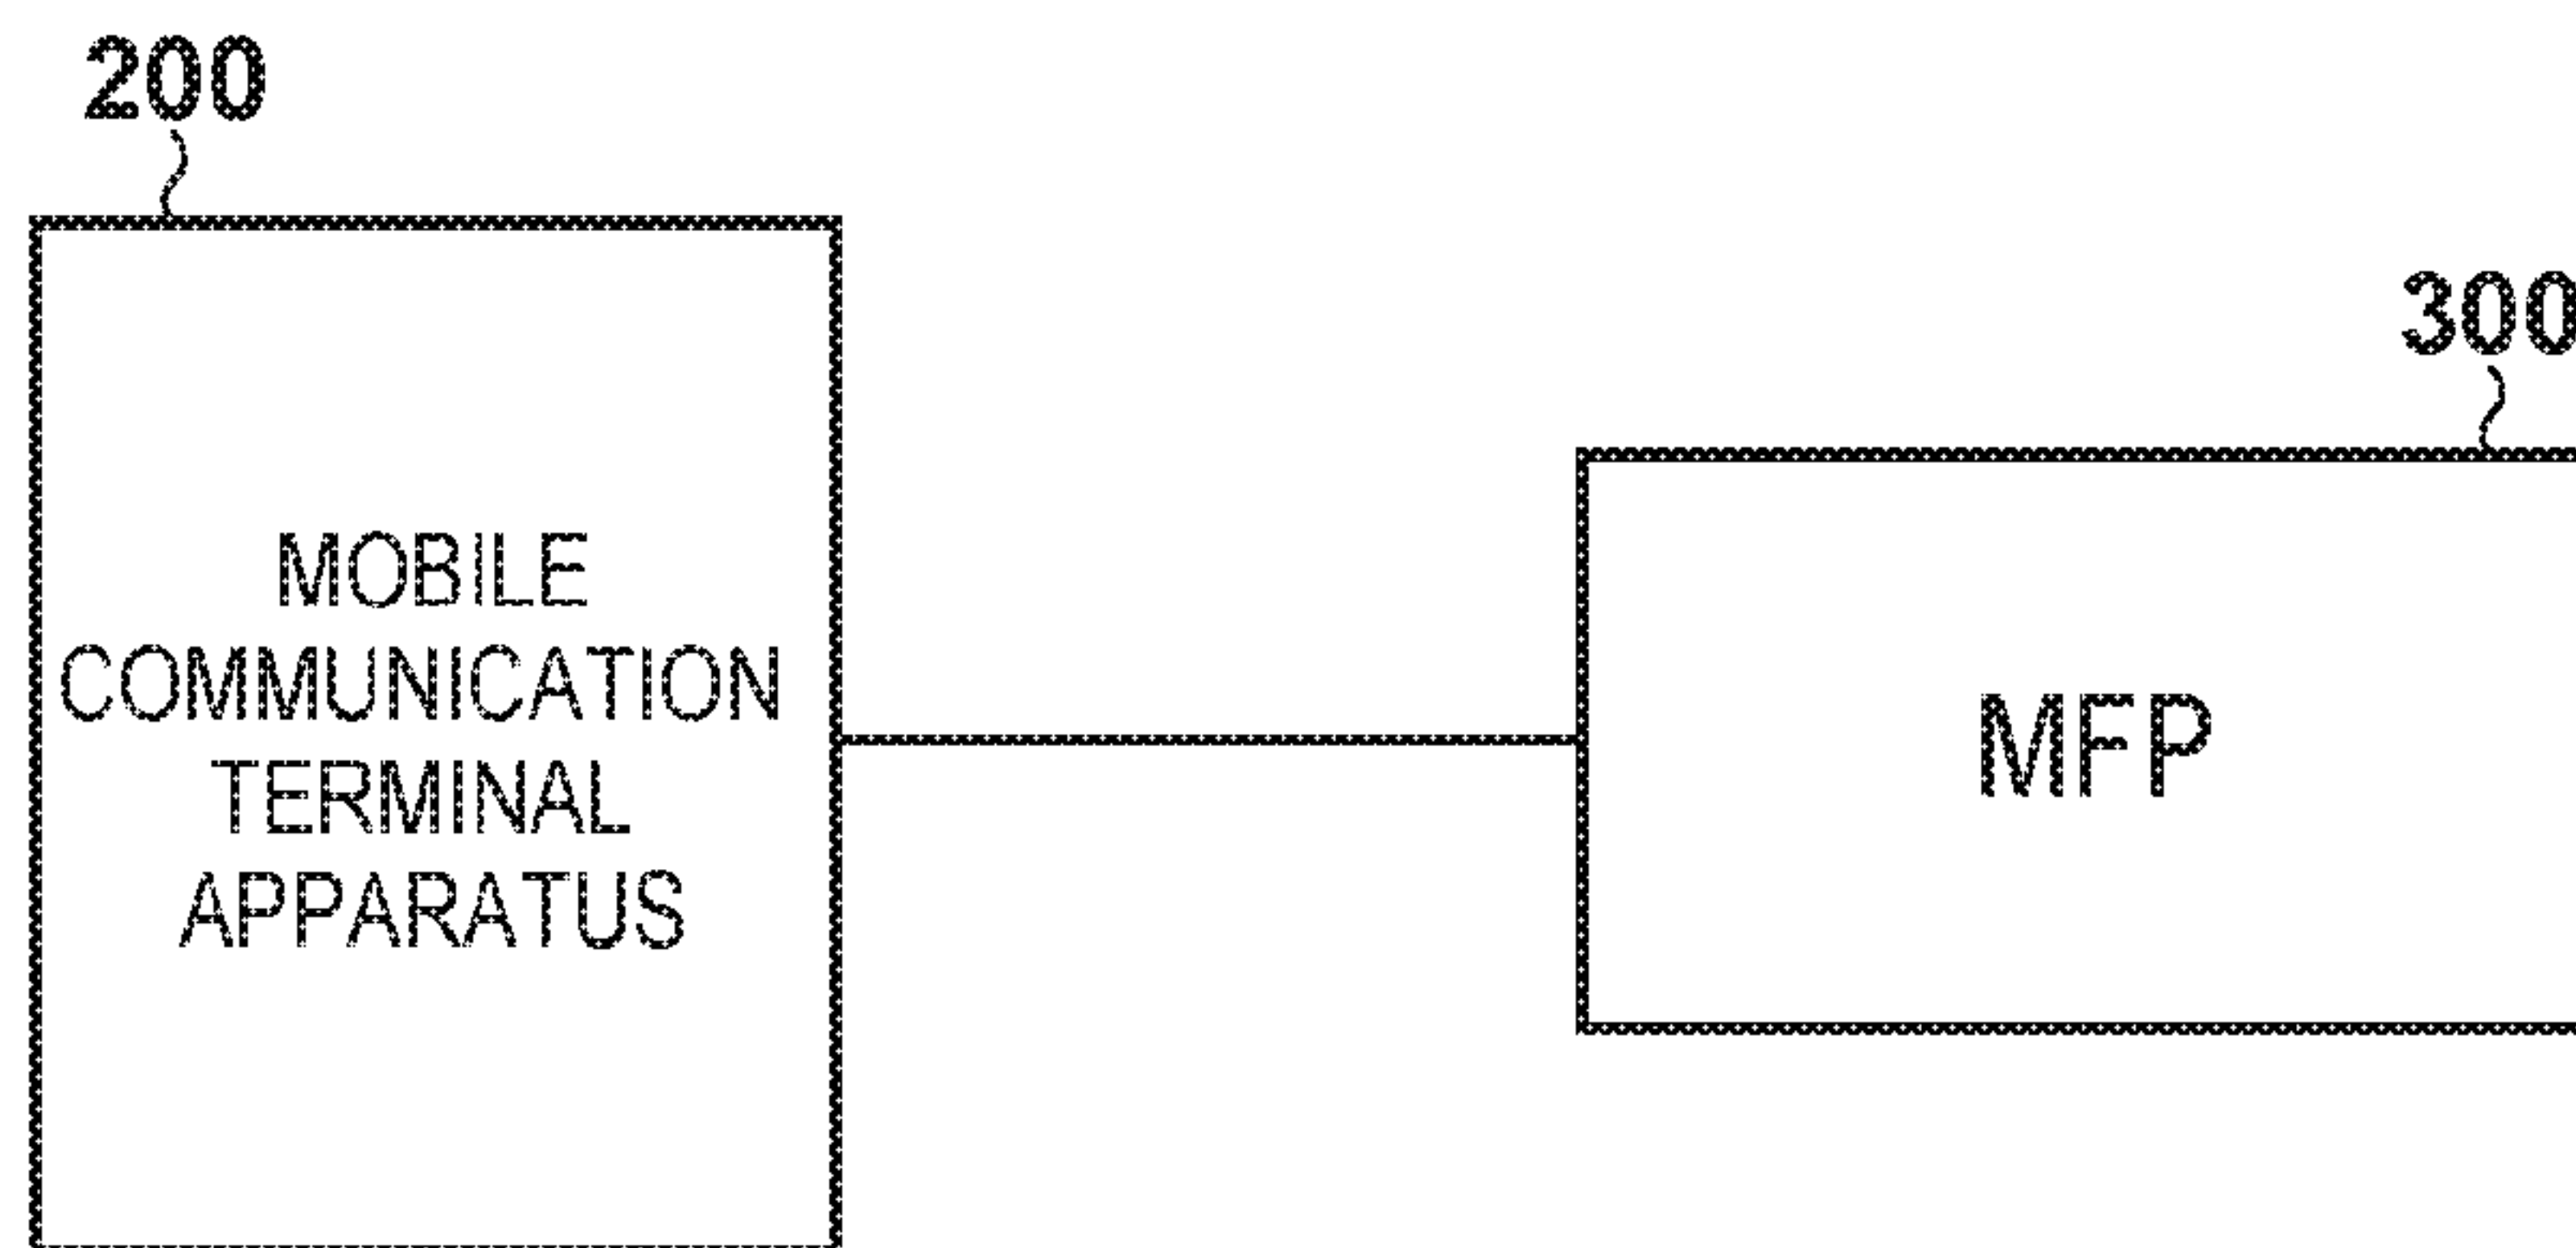 200
300
MOBILE
COMMUNICATION
TERMINAL
APPARATUS
MFP